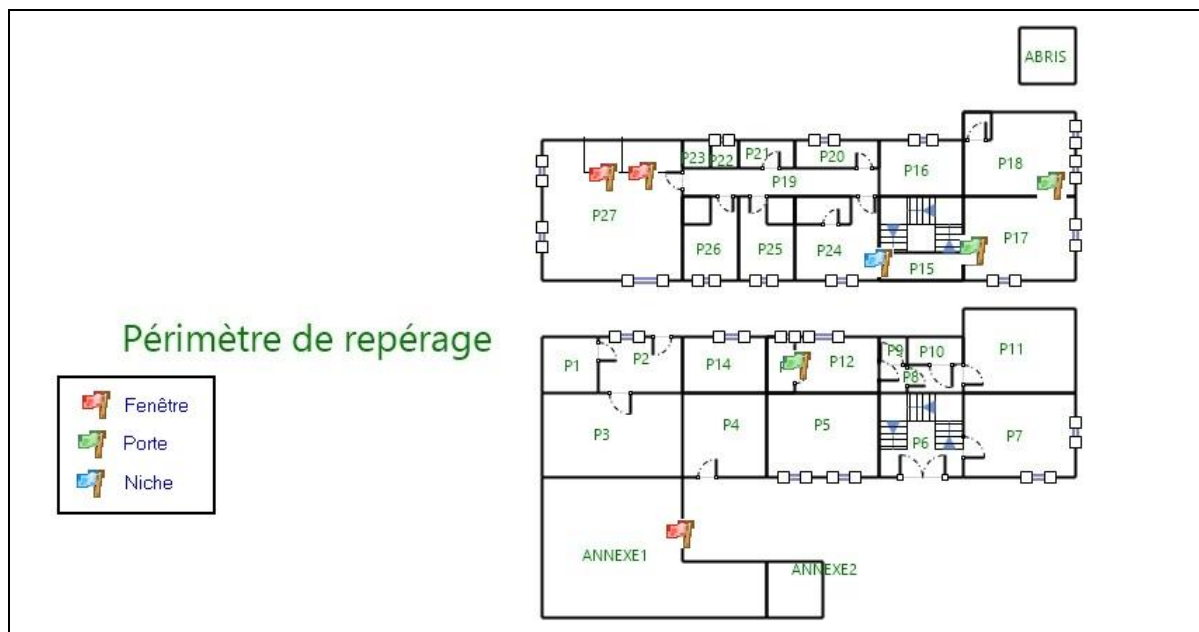 ABRIS
P23
P22
P21
P20
P16
P18
P19
P27
P26
P25
P24
P15
P17
Périmètre de repérage
Fenêtre
Porte
Niche
P1
P2
P14
P12
P9
P10
P11
P8
P3
P4
P5
P6
P7
ANNEXE1
ANNEXE2